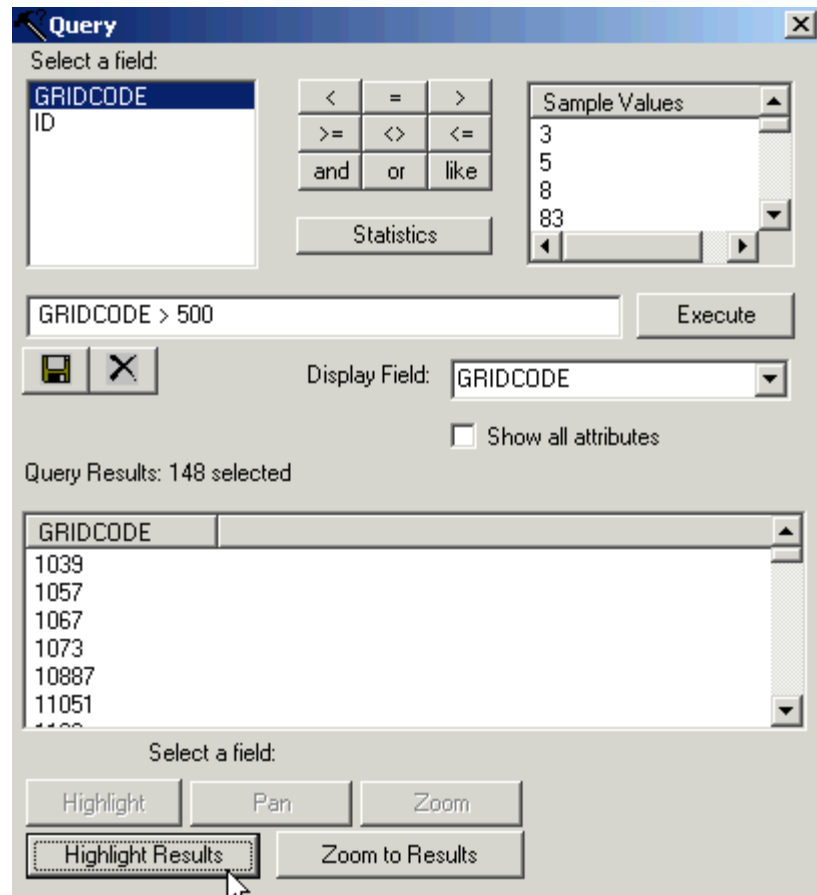 Query
Select a field:
GRIDCODE
ID
< = >
>= <> <=
and or like
Statistics
Sample Values
3
5
8
83
GRIDCODE > 500
Execute
Display Field:
GRIDCODE
Show all attributes
Query Results: 148 selected
GRIDCODE
1039
1057
1067
1073
10887
11051
Select a field:
Highlight Pan Zoom
Highlight Results Zoom to Results